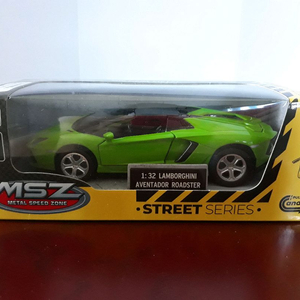 1:32 LAMBORGHINI
AVENTADOR ROADSTER
MSZ
METAL SPEED ZONE
STREET SERIES